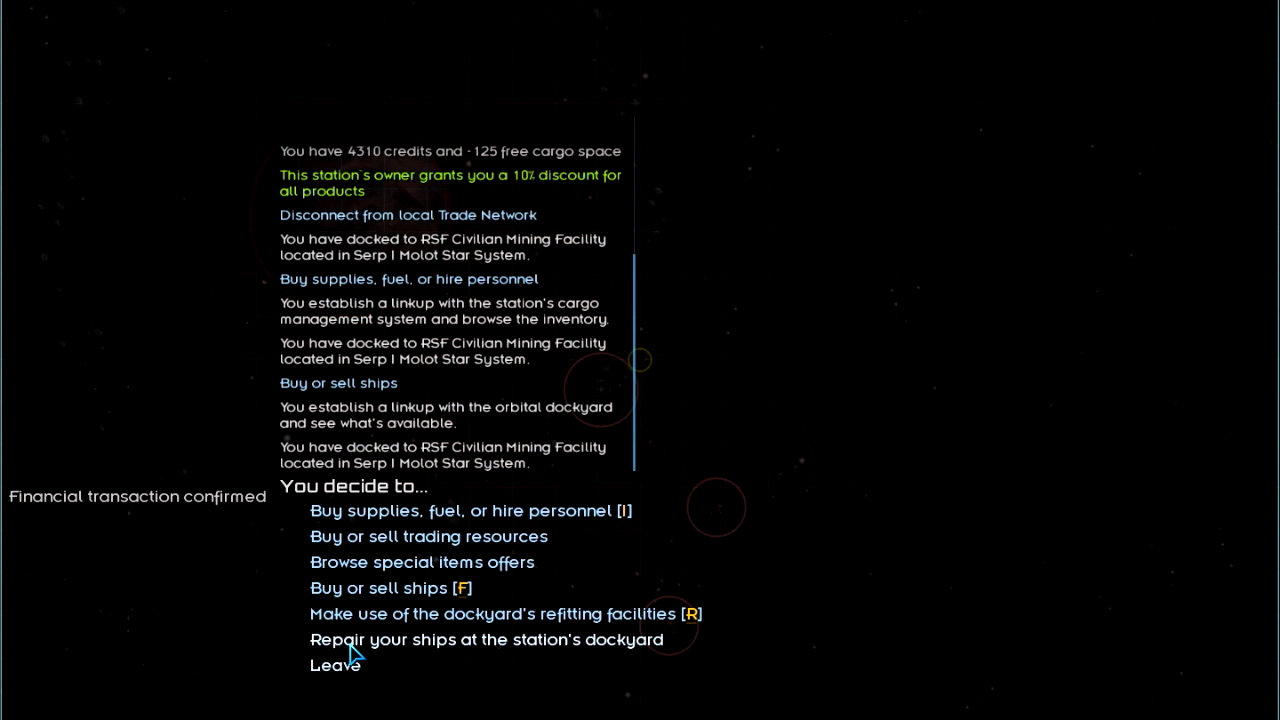 You have 4310 credits and -125 free cargo space
This station's owner grants you a 10% discount for
all products
Disconnect from local Trade Network
You have docked to RSF Civilian Mining Facility
located in Serp I Molot Star System.
Buy supplies, fuel, or hire personnel
You establish a linkup with the station's cargo
management system and browse the inventory.
You have docked to RSF Civilian Mining Facility
located in Serp I Molot Star System.
Buy or sell ships
You establish a linkup with the orbital dockyard
and see what's available.
You have docked to RSF Civilian Mining Facility
located in Serp I Molot Star System.
Financial transaction confirmed
You decide to...
Buy supplies, fuel, or hire personnel [I]
Buy or sell trading resources
Browse special items offers
Buy or sell ships [F]
Make use of the dockyard's refitting facilities [R]
Repair your ships at the station's dockyard
Leave